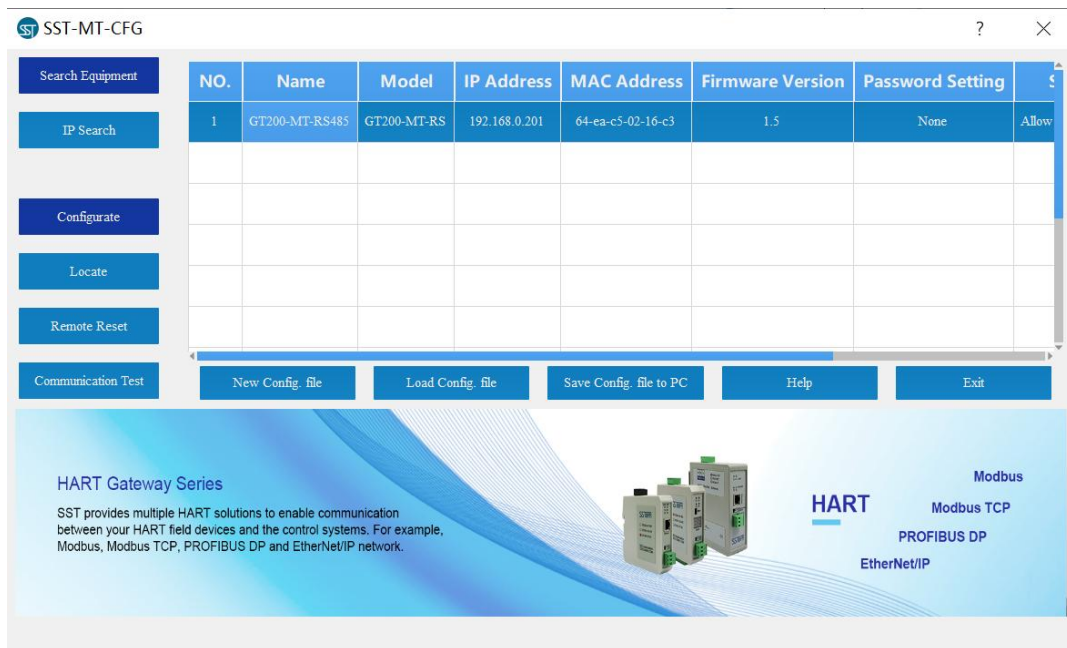 SST SST-MT-CFG ?
Search Equipment
IP Search
Configurate
Locate
Remote Reset
Communication Test
NO. Name Model IP Address MAC Address Firmware Version Password Setting
1 GT200-MT-RS485 GT200-MT-RS 192.168.0.201 64-ea-c5-02-16-c3 1.5 None Allow
New Config. file Load Config. file Save Config. file to PC Help Exit
HART Gateway Series
SST provides multiple HART solutions to enable communication
between your HART field devices and the control systems. For example,
Modbus, Modbus TCP, PROFIBUS DP and EtherNet/IP network.
HART
Modbus
Modbus TCP
PROFIBUS DP
EtherNet/IP